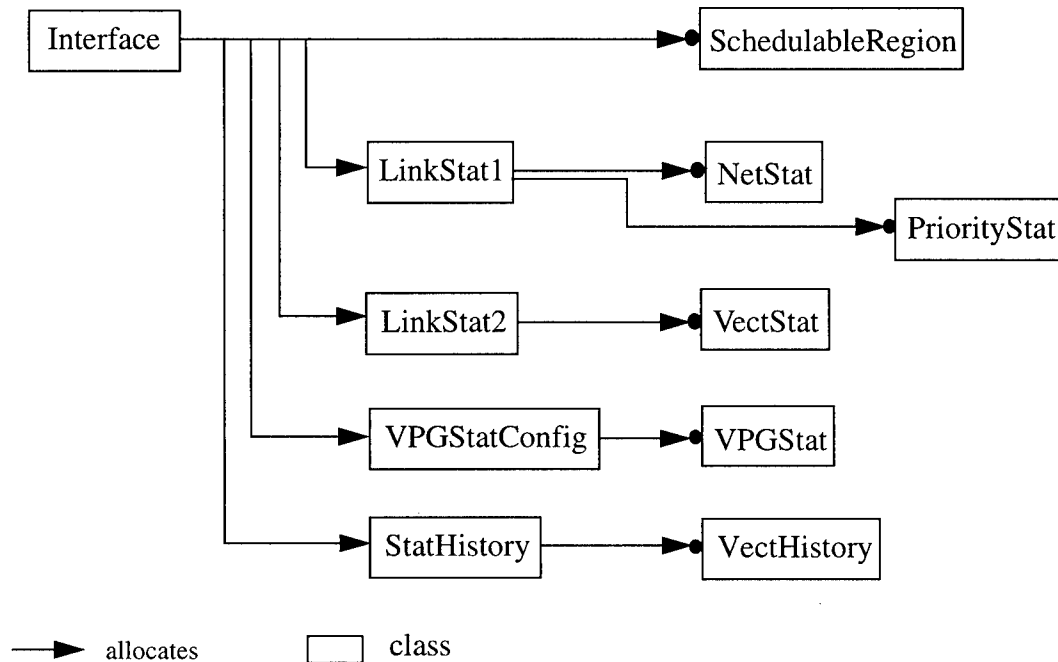 Interface
SchedulableRegion
LinkStat1
NetStat
PriorityStat
LinkStat2
VectStat
VPGStatConfig
VPGStat
StatHistory
VectHistory
allocates
class